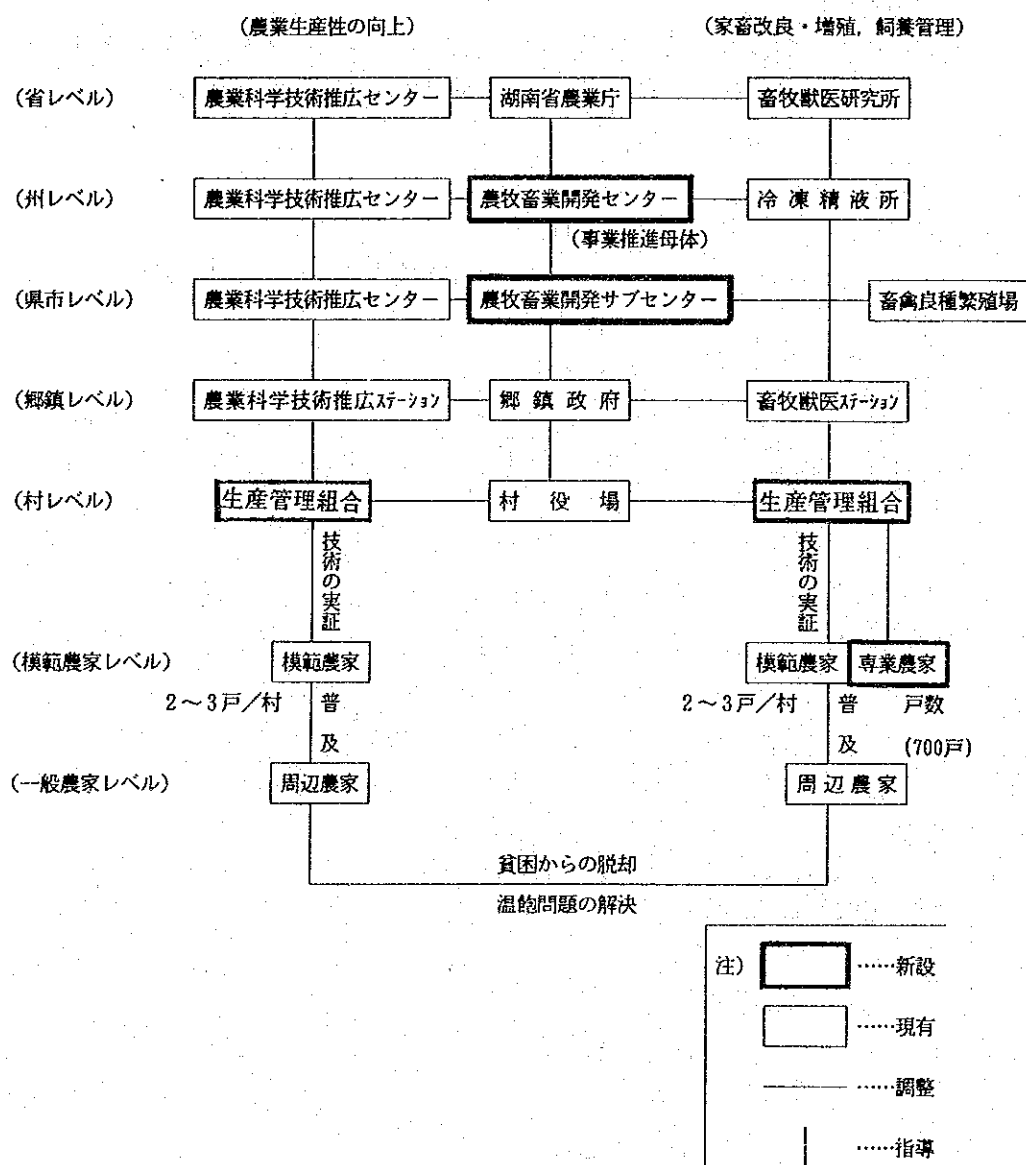 (農業生産性の向上) (家畜改良・増殖，飼養管理)
(省レベル) 農業科学技術推広センター 湖南省農業庁 畜牧獣医研究所
(州レベル) 農業科学技術推広センター 農牧畜業開発センター 冷凍精液所
(事業推進母体)
(県市レベル) 農業科学技術推広センター 農牧畜業開発サブセンター 畜禽良種繁殖場
(郷鎮レベル) 農業科学技術推広ステーション 郷鎮政府 畜牧獣医ステーション
(村レベル) 生産管理組合 村役場 生産管理組合
技術の実証 技術の実証
(模範農家レベル) 模範農家 模範農家 専業農家
2～3戸／村 普及 2～3戸／村 普及 戸数
(700戸)
(一般農家レベル) 周辺農家 周辺農家
貧困からの脱却
温飽問題の解決
注) ……新設
……現有
……調整
……指導